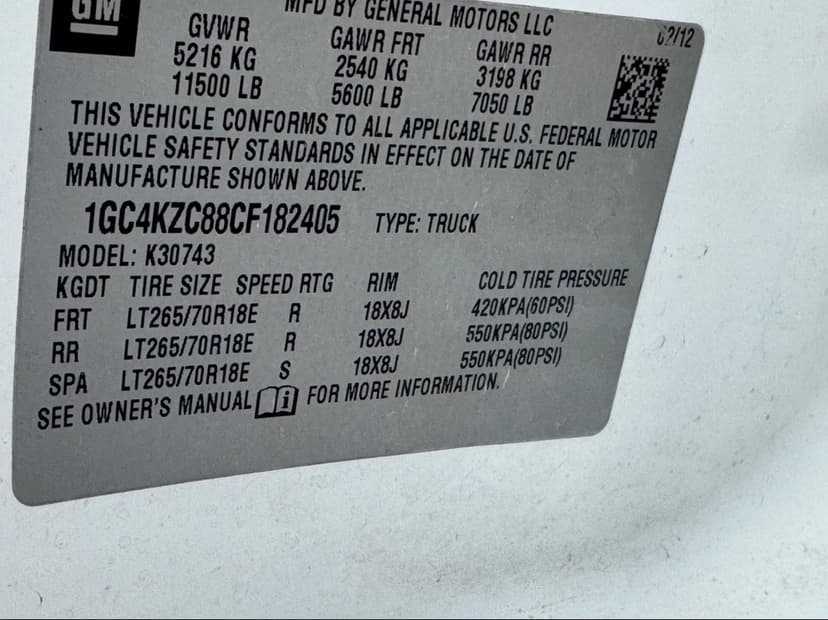 GM
MFD BY GENERAL MOTORS LLC
02/12
GVWR GAWR FRT GAWR RR
5216 KG 2540 KG 3198 KG
11500 LB 5600 LB 7050 LB
THIS VEHICLE CONFORMS TO ALL APPLICABLE U.S. FEDERAL MOTOR
VEHICLE SAFETY STANDARDS IN EFFECT ON THE DATE OF
MANUFACTURE SHOWN ABOVE.
1GC4KZC88CF182405 TYPE: TRUCK
MODEL: K30743
KGDT TIRE SIZE SPEED RTG RIM COLD TIRE PRESSURE
FRT LT265/70R18E R 18X8J 420KPA(60PSI)
RR LT265/70R18E R 18X8J 550KPA(80PSI)
SPA LT265/70R18E S 18X8J 550KPA(80PSI)
SEE OWNER'S MANUAL i FOR MORE INFORMATION.